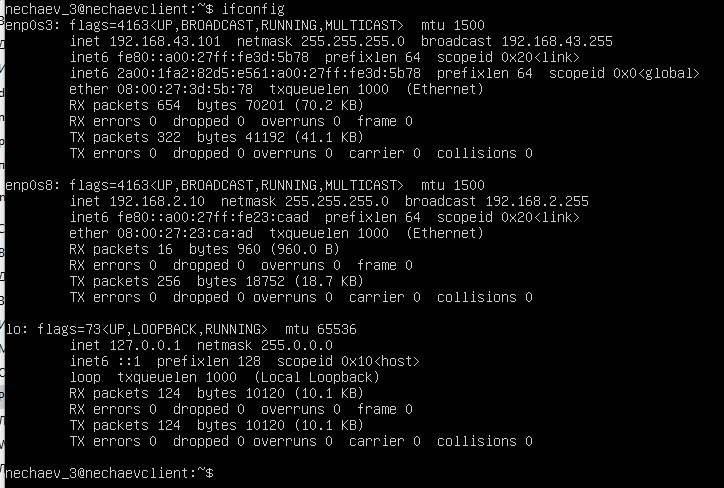 nechaev_3@nechaevclient:~$ ifconfig
enp0s3: flags=4163<UP,BROADCAST,RUNNING,MULTICAST>  mtu 1500
        inet 192.168.43.101  netmask 255.255.255.0  broadcast 192.168.43.255
        inet6 fe80::a00:27ff:fe3d:5b78  prefixlen 64  scopeid 0x20<link>
        inet6 2a00:1fa2:82d5:e561:a00:27ff:fe3d:5b78  prefixlen 64  scopeid 0x0<global>
        ether 08:00:27:3d:5b:78  txqueuelen 1000  (Ethernet)
        RX packets 654  bytes 70201 (70.2 KB)
        RX errors 0  dropped 0  overruns 0  frame 0
        TX packets 322  bytes 41192 (41.1 KB)
        TX errors 0  dropped 0 overruns 0  carrier 0  collisions 0

enp0s8: flags=4163<UP,BROADCAST,RUNNING,MULTICAST>  mtu 1500
        inet 192.168.2.10  netmask 255.255.255.0  broadcast 192.168.2.255
        inet6 fe80::a00:27ff:fe23:caad  prefixlen 64  scopeid 0x20<link>
        ether 08:00:27:23:ca:ad  txqueuelen 1000  (Ethernet)
        RX packets 16  bytes 960 (960.0 B)
        RX errors 0  dropped 0  overruns 0  frame 0
        TX packets 256  bytes 18752 (18.7 KB)
        TX errors 0  dropped 0 overruns 0  carrier 0  collisions 0

lo: flags=73<UP,LOOPBACK,RUNNING>  mtu 65536
        inet 127.0.0.1  netmask 255.0.0.0
        inet6 ::1  prefixlen 128  scopeid 0x10<host>
        loop  txqueuelen 1000  (Local Loopback)
        RX packets 124  bytes 10120 (10.1 KB)
        RX errors 0  dropped 0  overruns 0  frame 0
        TX packets 124  bytes 10120 (10.1 KB)
        TX errors 0  dropped 0 overruns 0  carrier 0  collisions 0

nechaev_3@nechaevclient:~$